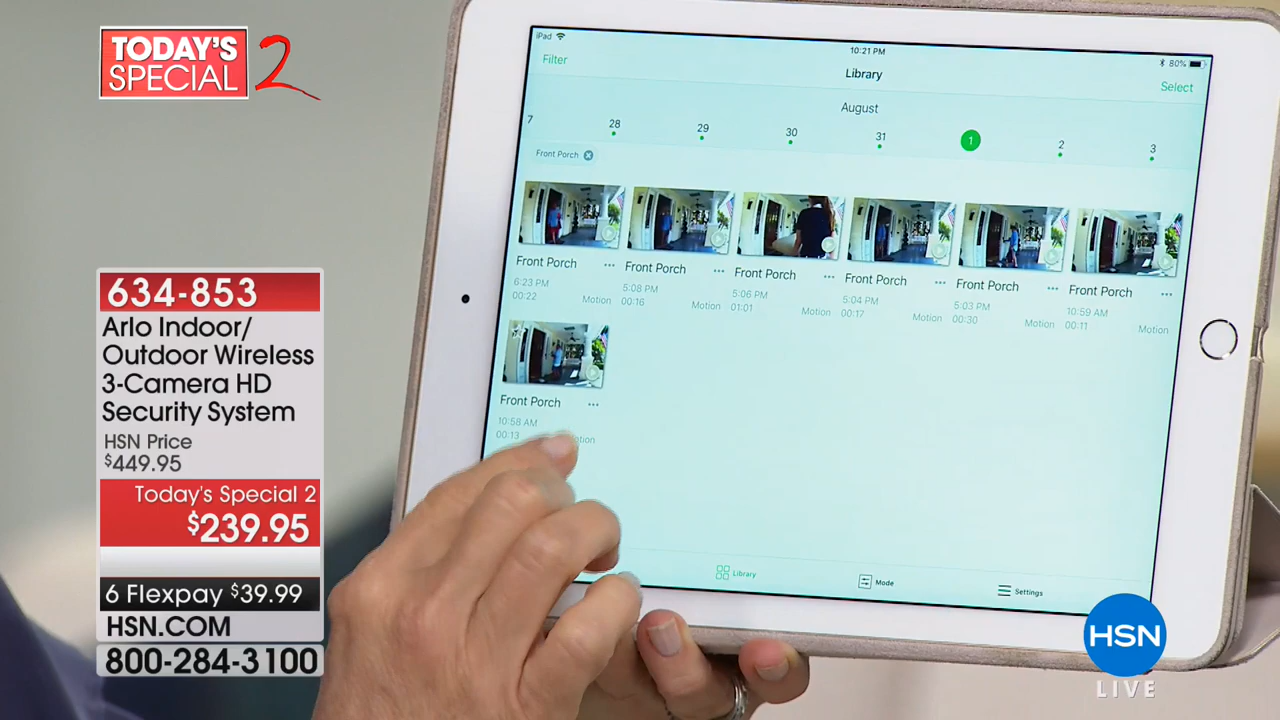 TODAY'S
SPECIAL 2
634-853
Arlo Indoor/
Outdoor Wireless
3-Camera HD
Security System
HSN Price
$449.95
Today's Special 2
$239.95
6 Flexpay $39.99
HSN.COM
800-284-3100
iPad 10:21 PM 80%
Filter Library Select
August
7 28 29 30 31 1 2 3
Front Porch
Front Porch Front Porch Front Porch Front Porch Front Porch Front Porch
6:23 PM 5:08 PM 5:06 PM 5:04 PM 5:03 PM 10:59 AM
00:22 Motion 00:16 Motion 01:01 Motion 00:17 Motion 00:30 Motion 00:11 Motion
Front Porch
10:58 AM
00:13
Library Mode Settings
HSN
LIVE